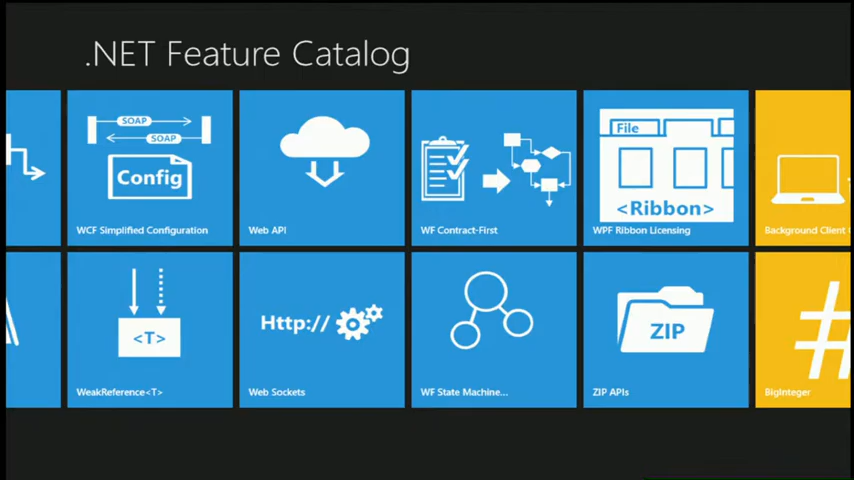 .NET Feature Catalog
SOAP
SOAP
Config
WCF Simplified Configuration
Web API
WF Contract-First
File
<Ribbon>
WPF Ribbon Licensing
Background Client
<T>
WeakReference<T>
Http://
Web Sockets
WF State Machine...
ZIP
ZIP APIs
#
BigInteger